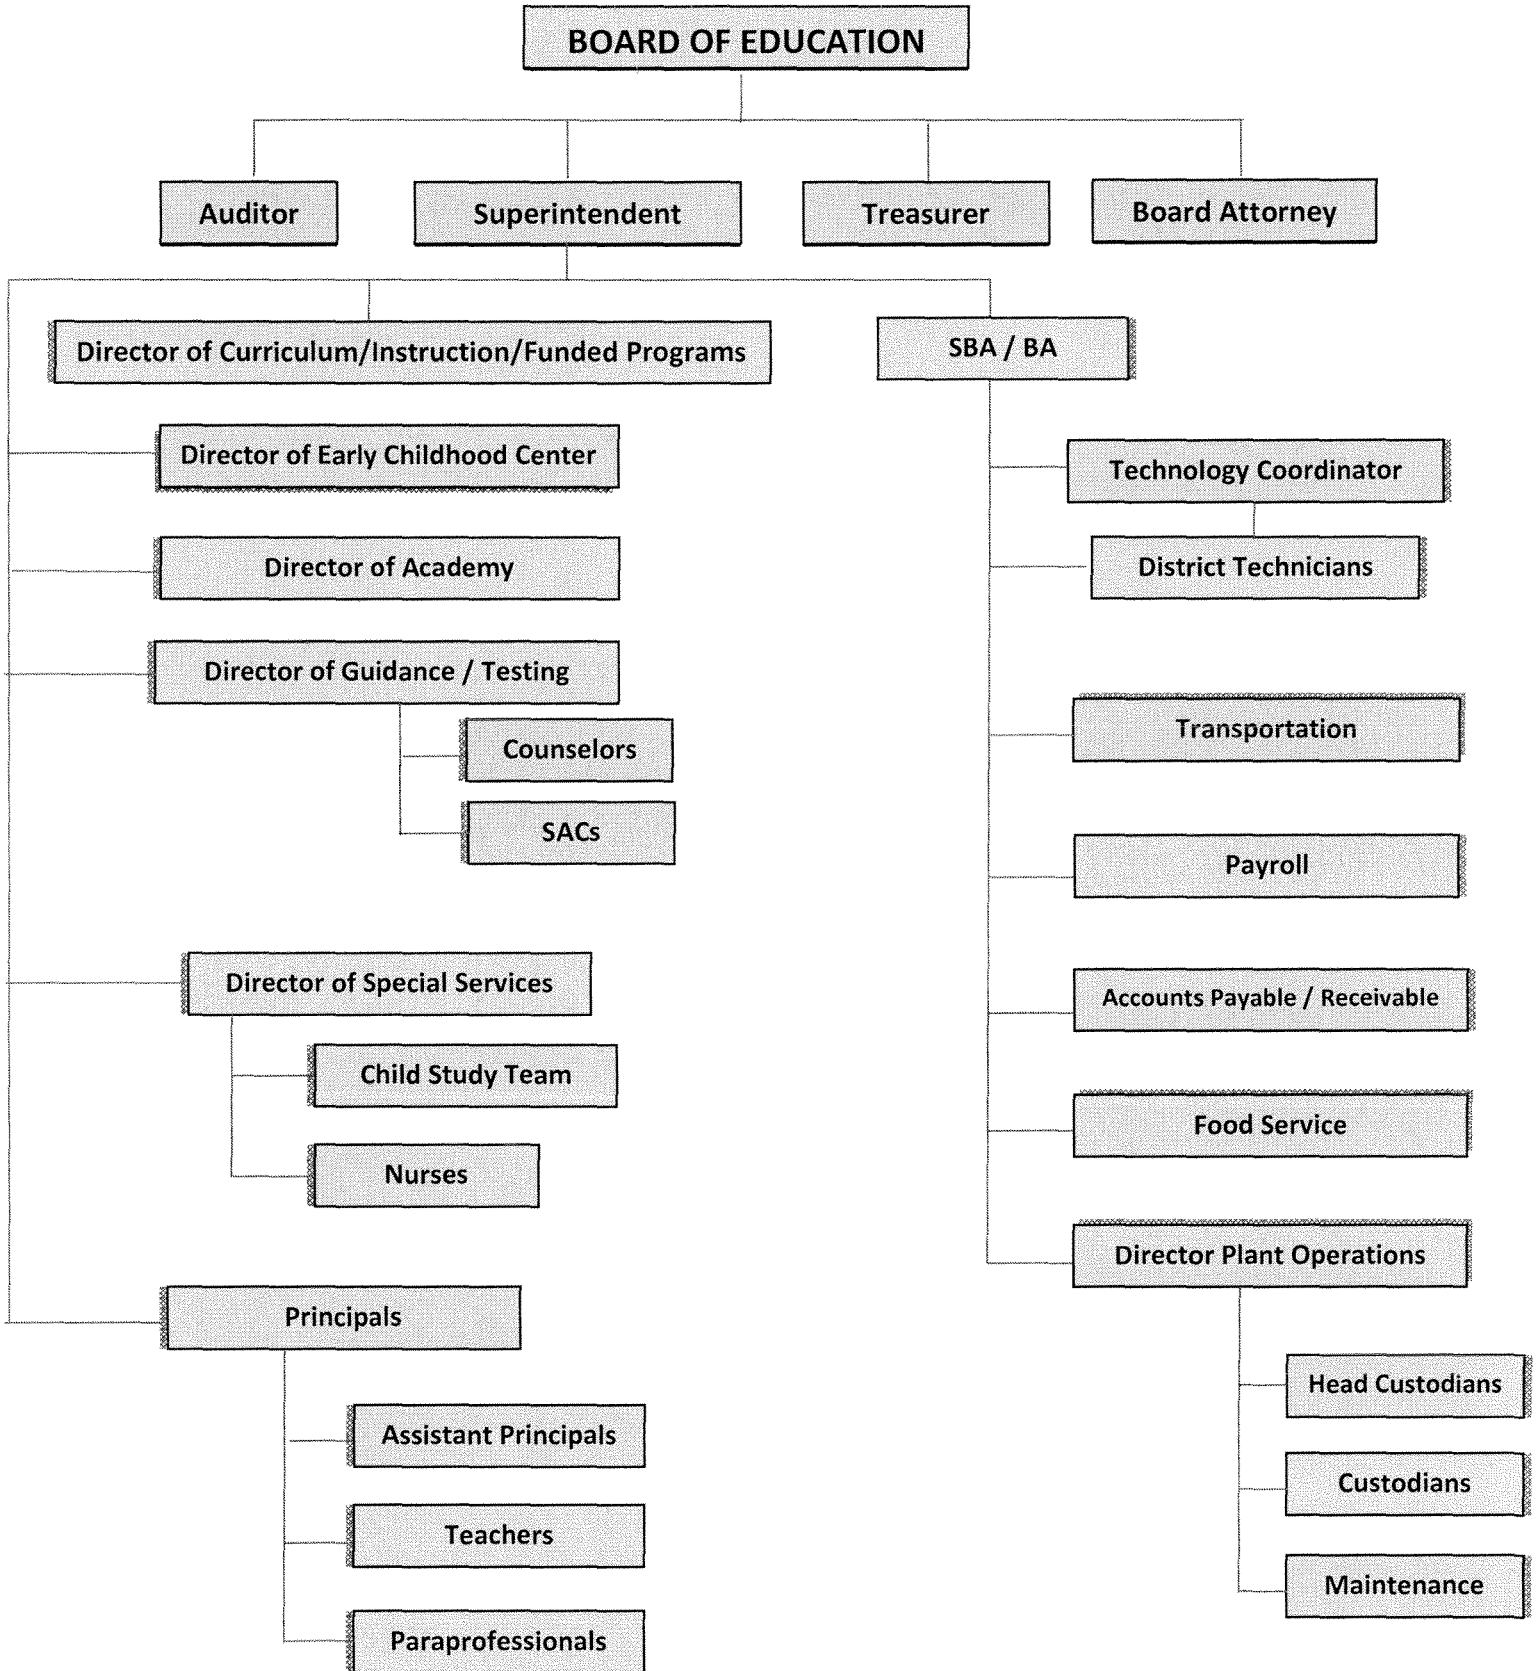 BOARD OF EDUCATION
Auditor
Superintendent
Treasurer
Board Attorney
Director of Curriculum/Instruction/Funded Programs
SBA / BA
Director of Early Childhood Center
Technology Coordinator
Director of Academy
District Technicians
Director of Guidance / Testing
Counselors
Transportation
SACs
Payroll
Director of Special Services
Accounts Payable / Receivable
Child Study Team
Food Service
Nurses
Director Plant Operations
Principals
Head Custodians
Assistant Principals
Custodians
Teachers
Maintenance
Paraprofessionals